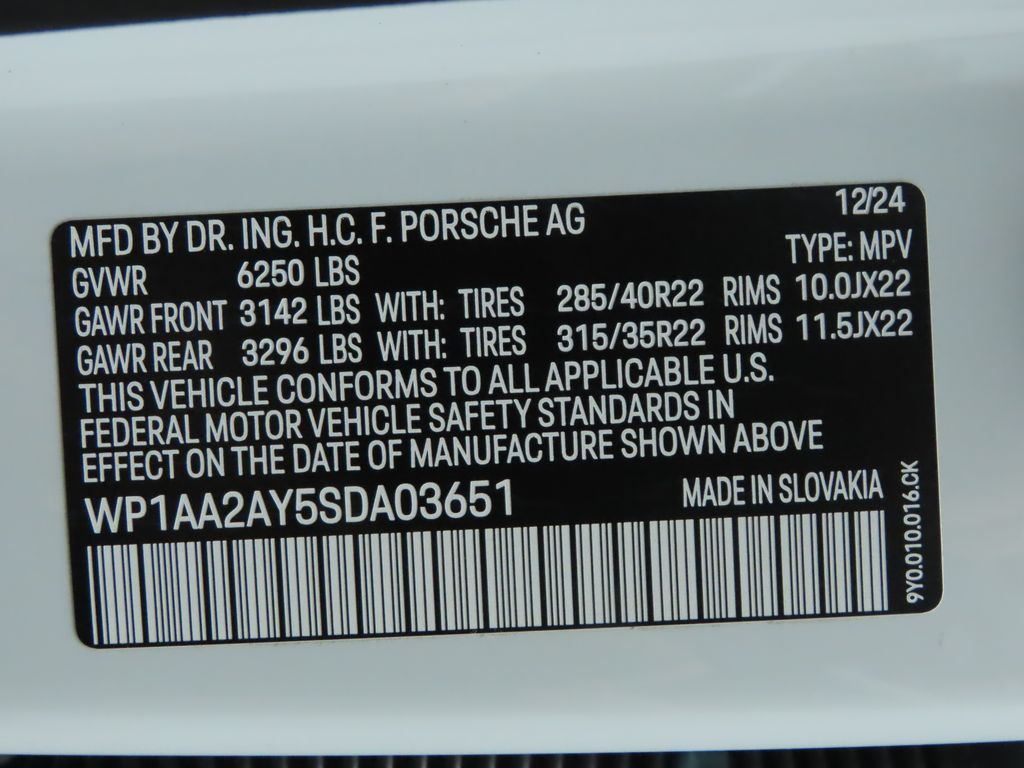 MFD BY DR. ING. H.C. F. PORSCHE AG 12/24
GVWR 6250 LBS TYPE: MPV
GAWR FRONT 3142 LBS WITH: TIRES 285/40R22 RIMS 10.0JX22
GAWR REAR 3296 LBS WITH: TIRES 315/35R22 RIMS 11.5JX22
THIS VEHICLE CONFORMS TO ALL APPLICABLE U.S.
FEDERAL MOTOR VEHICLE SAFETY STANDARDS IN
EFFECT ON THE DATE OF MANUFACTURE SHOWN ABOVE
WP1AA2AY5SDA03651 MADE IN SLOVAKIA
9Y0.010.016.CK